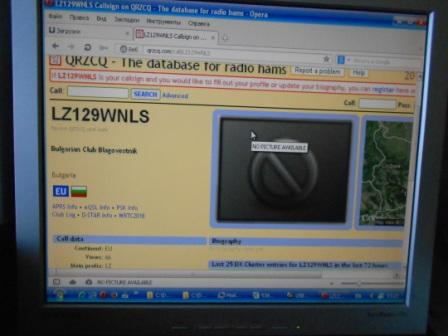 LZ129WNLS Callsign on QRZCQ - The database for radio hams - Opera
Файл Правка Вид Закладки Инструменты Справка
Загрузки
LZ129WNLS Callsign on ...
Веб
qrzcq.com/call/LZ129WNLS
QRZCQ - The database for radio hams
Report a problem
Help
20
If LZ129WNLS is your callsign and you would like to fill out your profile or update your biography, you can register here
Call:
SEARCH
Advanced
Call:
Pass
LZ129WNLS
Bulgarian Club Blagovestnik
NO PICTURE AVAILABLE
Bulgaria
EU
APRS Info • eQSL Info • PSK Info
Club Log • D-STAR Info • WRTC2018
Call data
Biography
Continent: EU
Views: 66
Main prefix: LZ
Last 25 DX Cluster entries for LZ129WNLS in the last 72 hours
NO PICTURE AVAILABLE